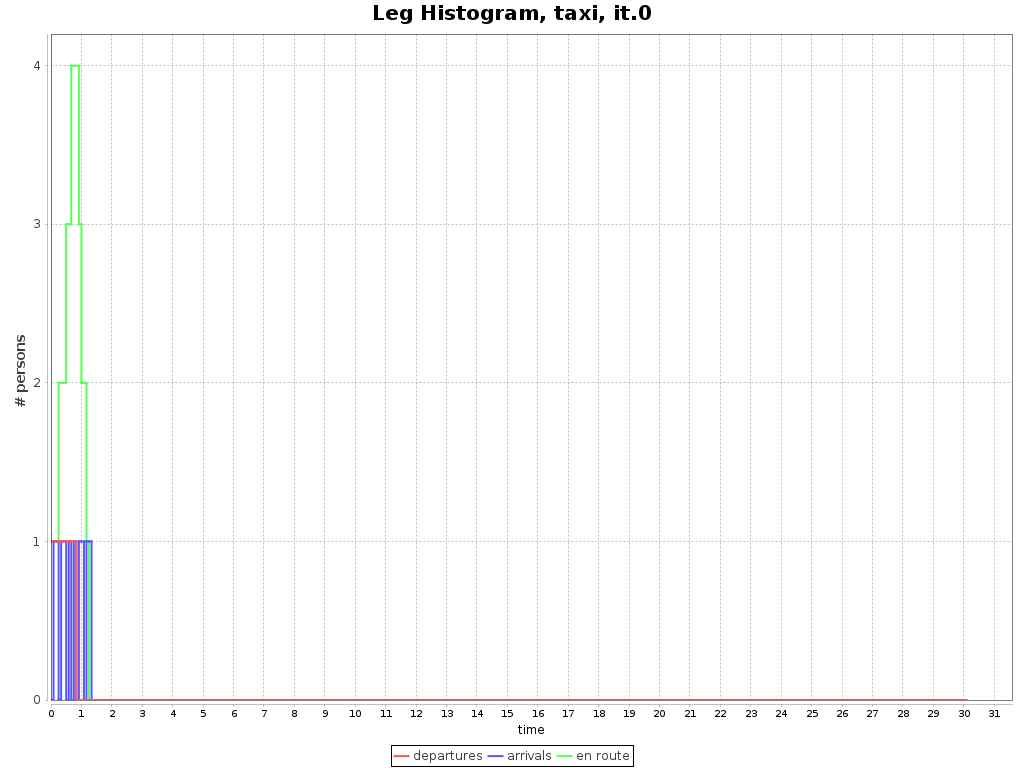 Leg Histogram, taxi, it.0
4
3
2
1
0
# persons
0 1 2 3 4 5 6 7 8 9 10 11 12 13 14 15 16 17 18 19 20 21 22 23 24 25 26 27 28 29 30 31
time
departures arrivals en route